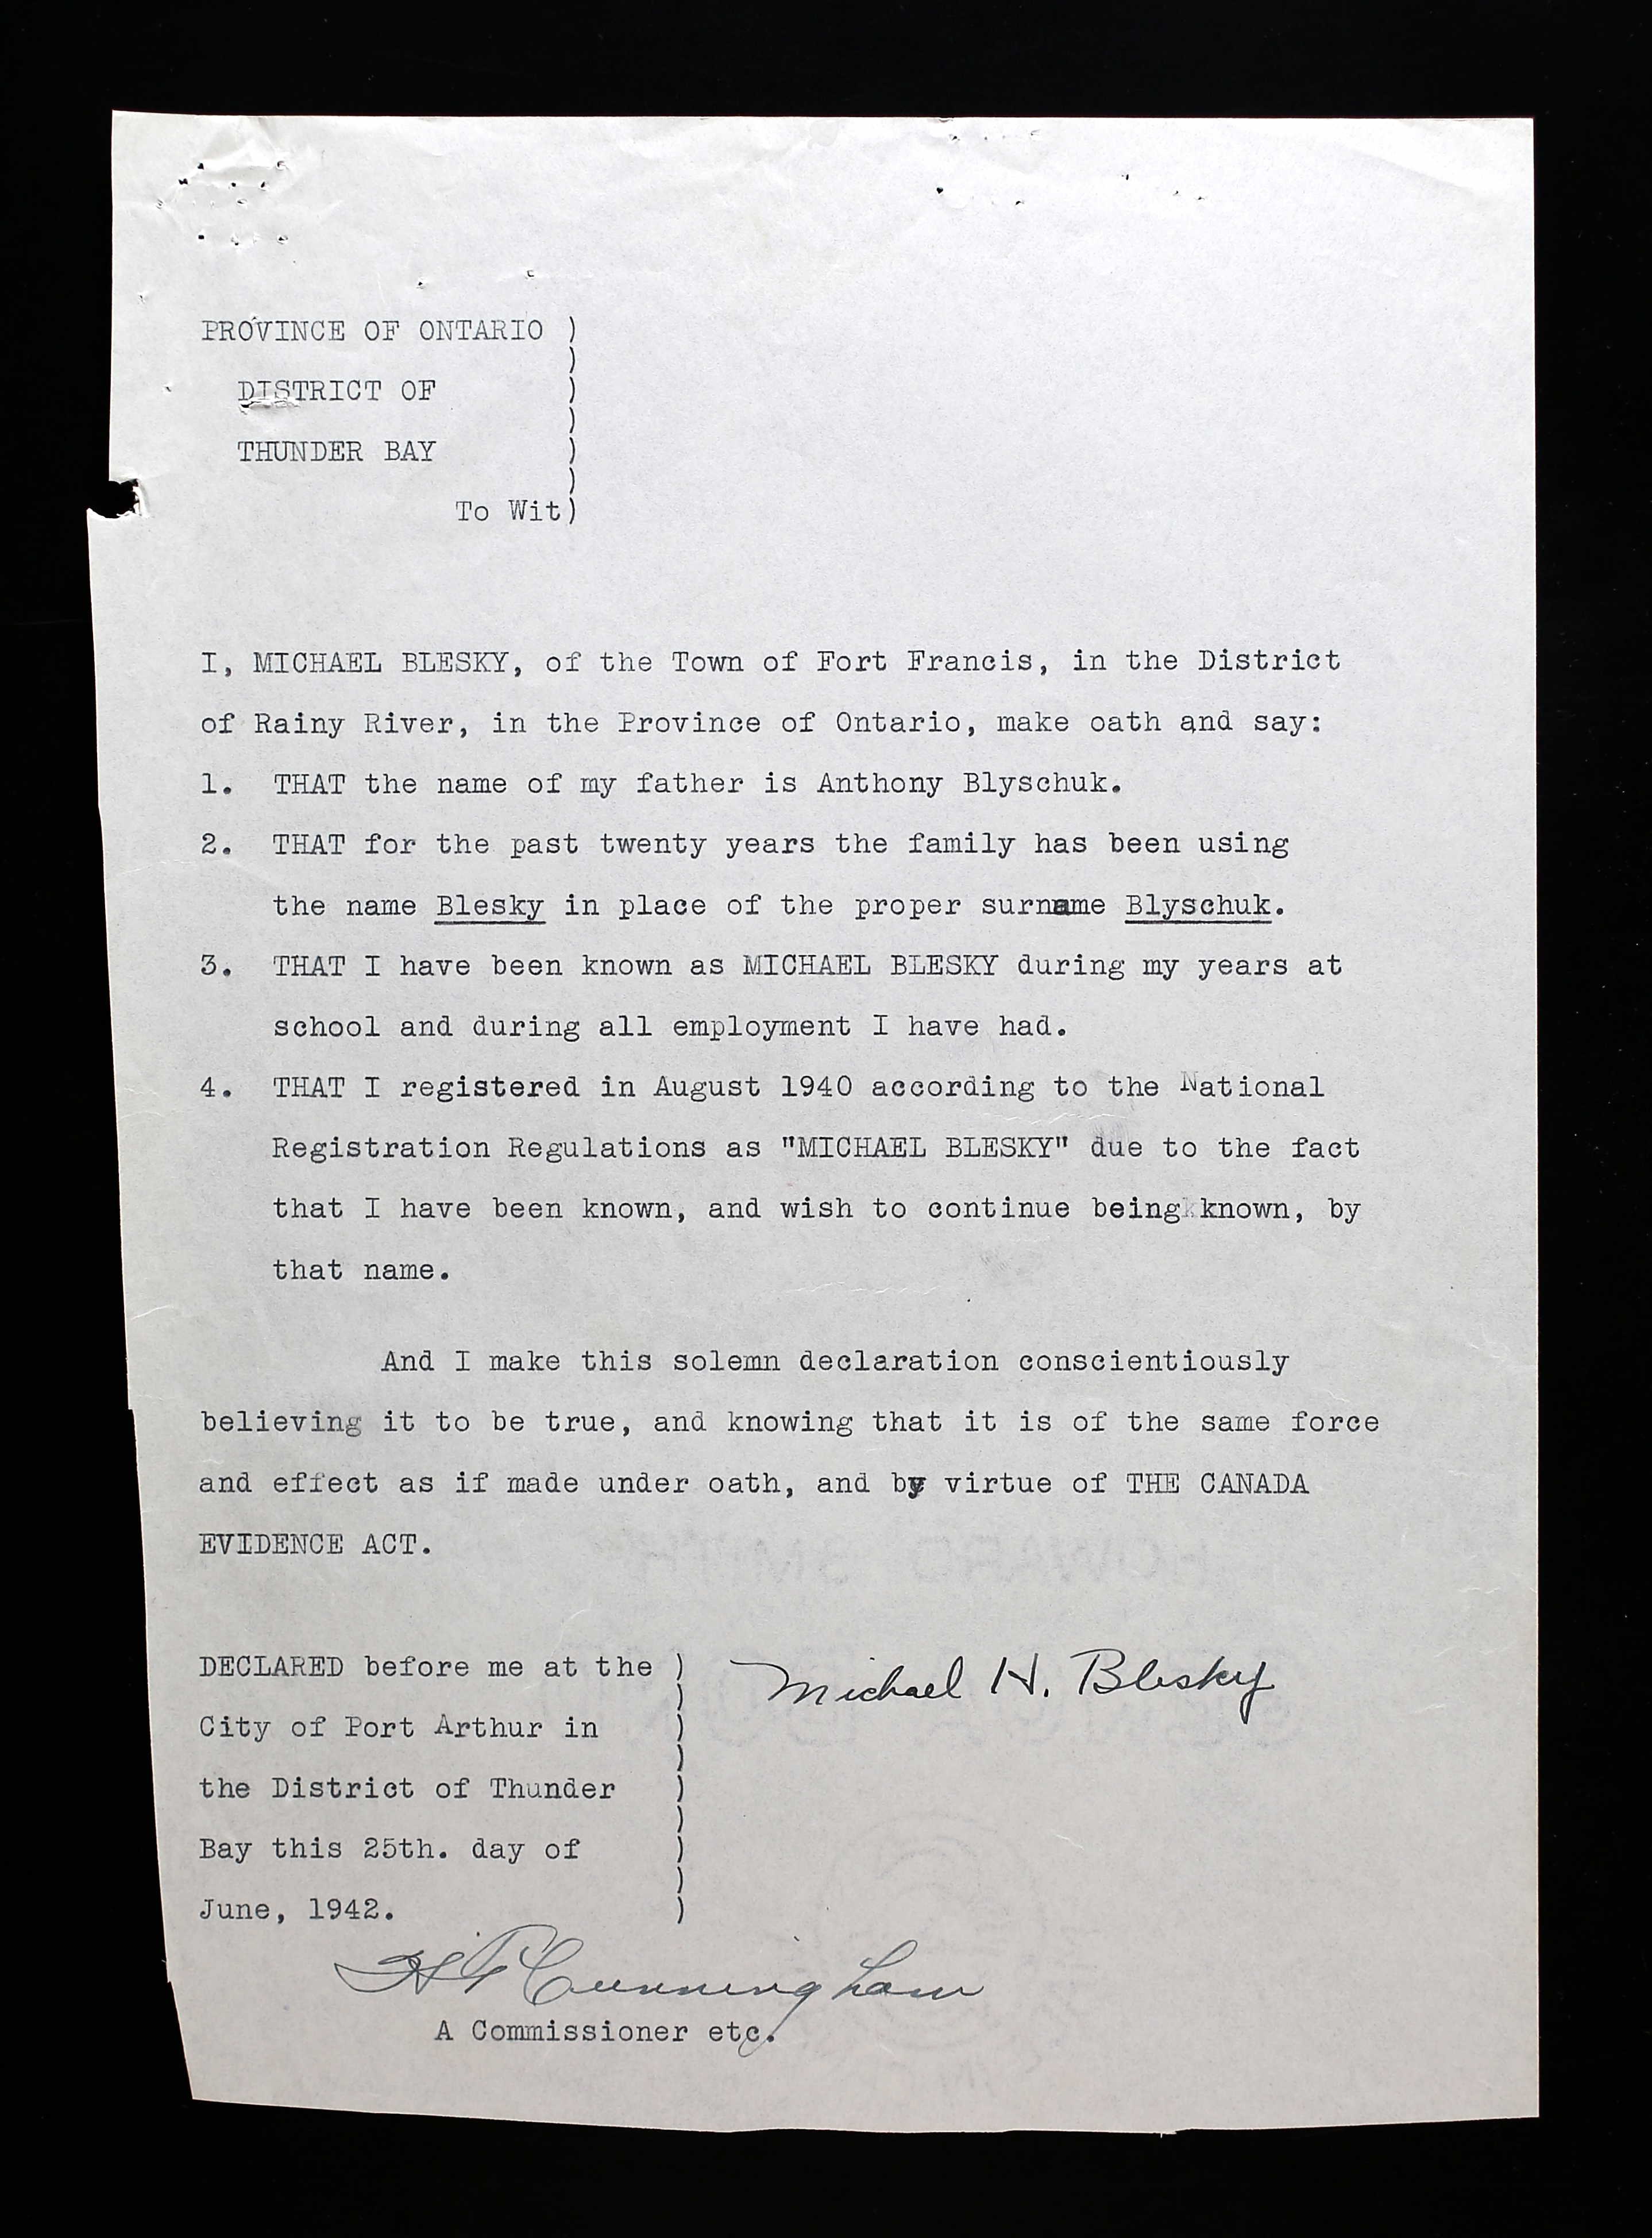 PROVINCE OF ONTARIO )
)
DISTRICT OF )
)
THUNDER BAY )
)
To Wit)
I, MICHAEL BLESKY, of the Town of Fort Francis, in the District
of Rainy River, in the Province of Ontario, make oath and say:
1. THAT the name of my father is Anthony Blyschuk.
2. THAT for the past twenty years the family has been using
the name Blesky in place of the proper surname Blyschuk.
3. THAT I have been known as MICHAEL BLESKY during my years at
school and during all employment I have had.
4. THAT I registered in August 1940 according to the National
Registration Regulations as "MICHAEL BLESKY" due to the fact
that I have been known, and wish to continue being known, by
that name.
And I make this solemn declaration conscientiously
believing it to be true, and knowing that it is of the same force
and effect as if made under oath, and by virtue of THE CANADA
EVIDENCE ACT.
DECLARED before me at the )
)
City of Port Arthur in )
)
the District of Thunder )
)
Bay this 25th. day of )
)
June, 1942. )
Michael H. Blesky
Cunningham
A Commissioner etc.